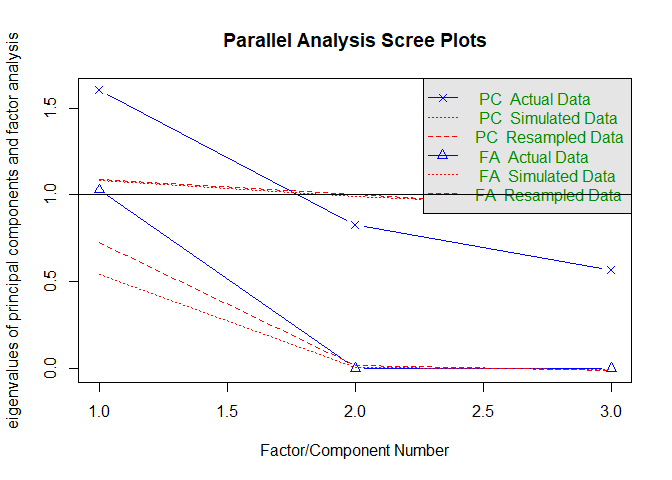 Parallel Analysis Scree Plots
eigenvalues of principal components and factor analysis
0.0
0.5
1.0
1.5
PC Actual Data
PC Simulated Data
PC Resampled Data
FA Actual Data
FA Simulated Data
FA Resampled Data
1.0 1.5 2.0 2.5 3.0
Factor/Component Number